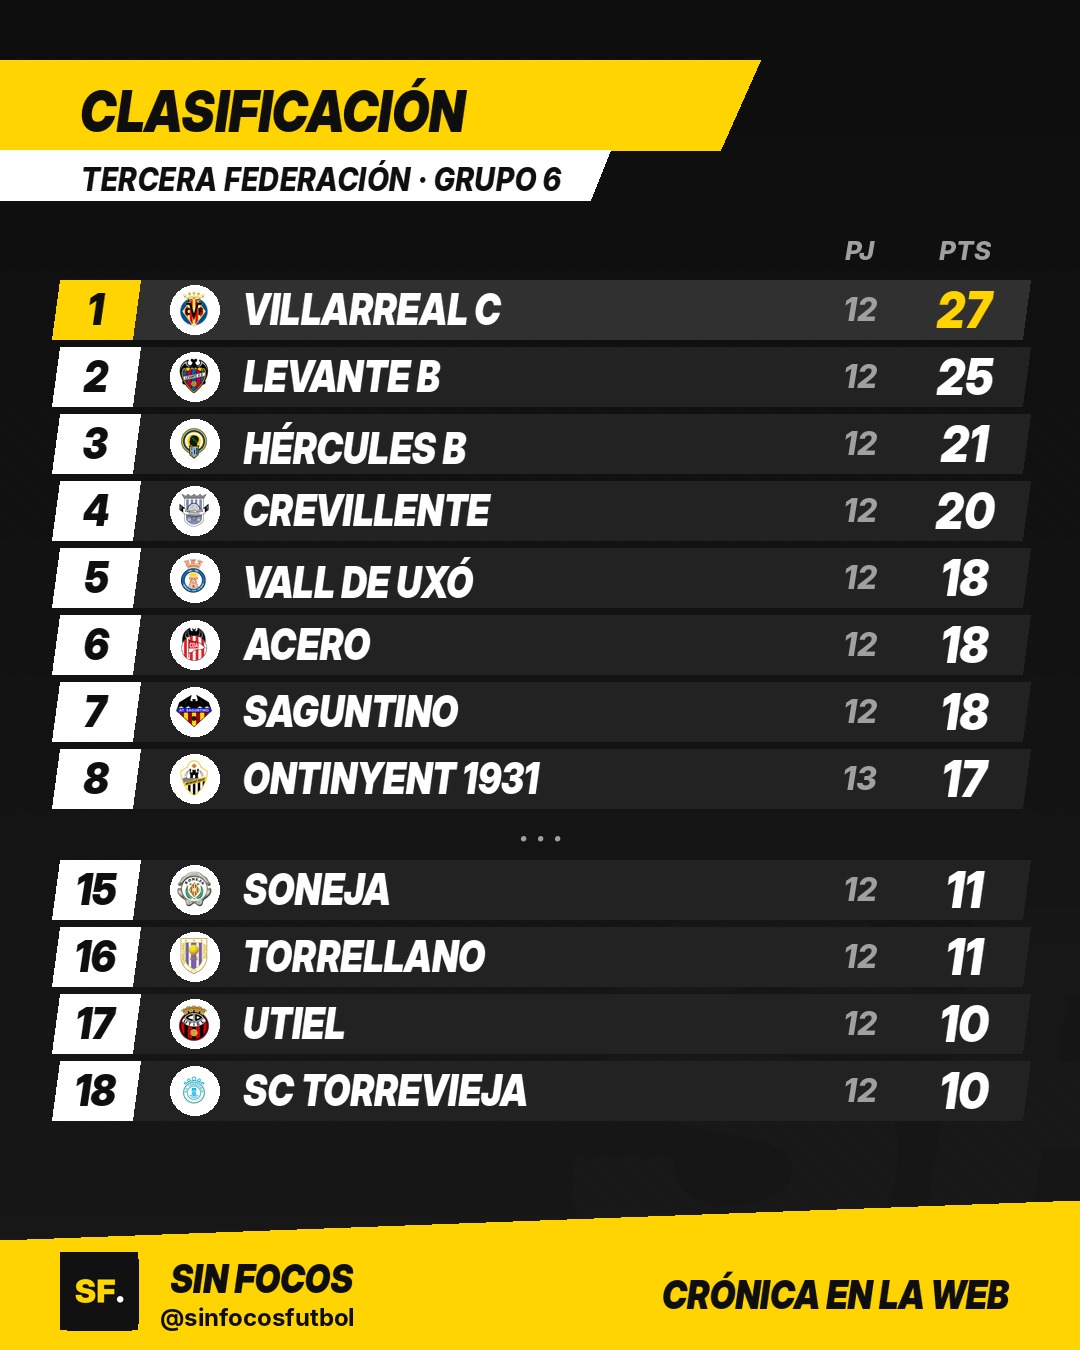 CLASIFICACIÓN
TERCERA FEDERACIÓN · GRUPO 6
PJ PTS
1 VILLARREAL C 12 27
2 LEVANTE B 12 25
3 HÉRCULES B 12 21
4 CREVILLENTE 12 20
5 VALL DE UXÓ 12 18
6 ACERO 12 18
7 SAGUNTINO 12 18
8 ONTINYENT 1931 13 17
...
15 SONEJA 12 11
16 TORRELLANO 12 11
17 UTIEL 12 10
18 SC TORREVIEJA 12 10
SF.
SIN FOCOS
@sinfocosfutbol
CRÓNICA EN LA WEB